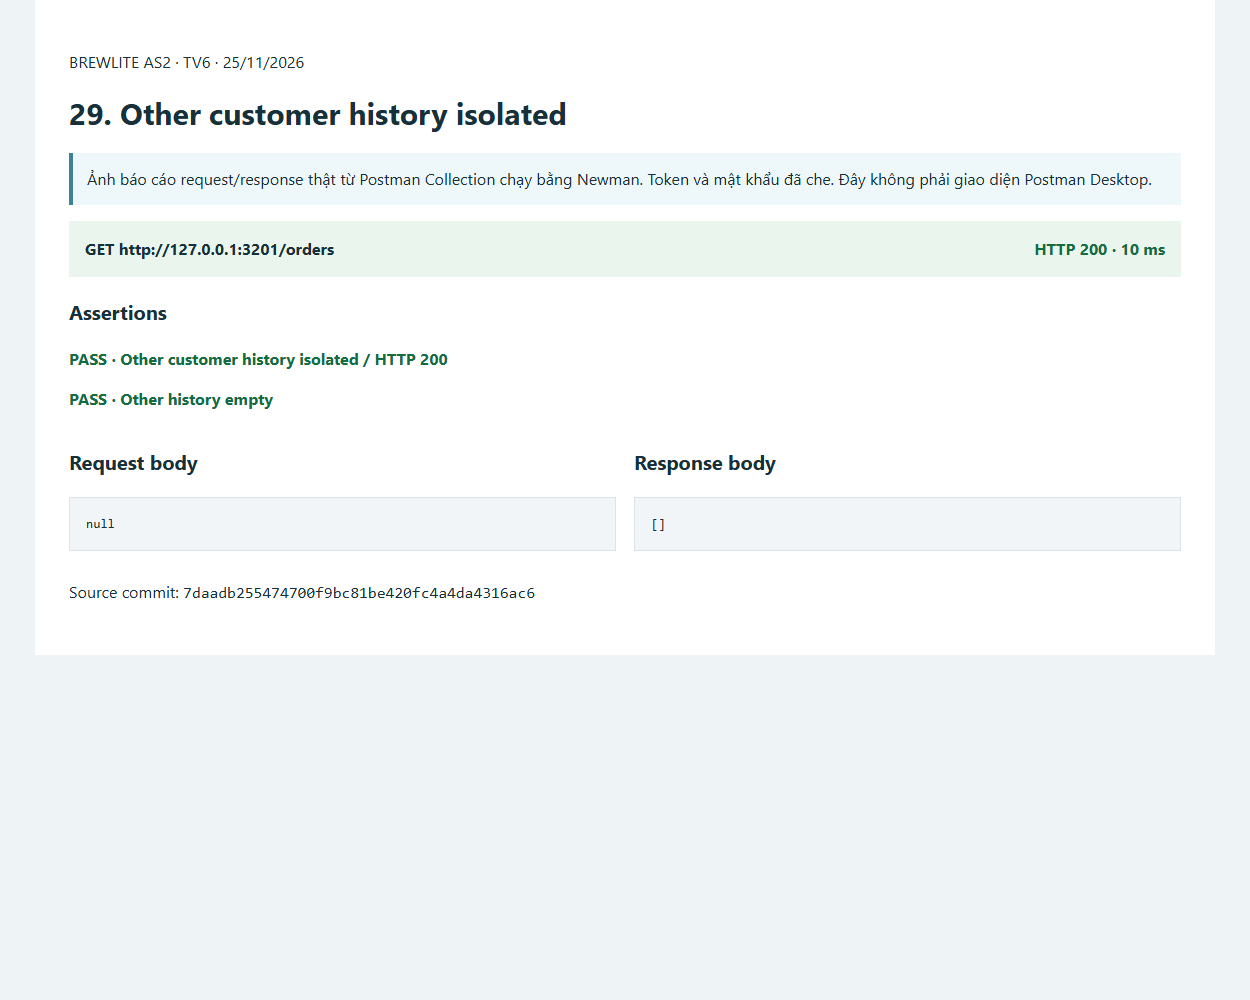 BREWLITE AS2 · TV6 · 25/11/2026
29. Other customer history isolated
Ảnh báo cáo request/response thật từ Postman Collection chạy bằng Newman. Token và mật khẩu đã che. Đây không phải giao diện Postman Desktop.
GET http://127.0.0.1:3201/orders HTTP 200 · 10 ms
Assertions
PASS · Other customer history isolated / HTTP 200
PASS · Other history empty
Request body Response body
null []
Source commit: 7daadb255474700f9bc81be420fc4a4da4316ac6